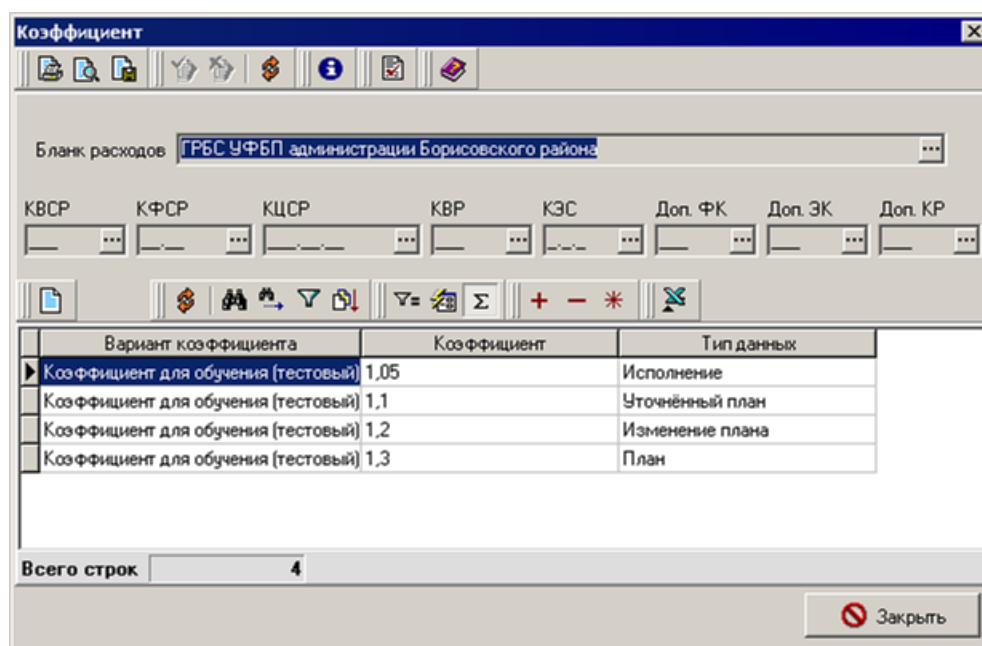 Коэффициент
Бланк расходов ГРБС УФБП администрации Борисовского района
КВСР КФСР КЦСР КВР КЭС Доп. ФК Доп. ЭК Доп. КР
Вариант коэффициента Коэффициент Тип данных
Коэффициент для обучения (тестовый) 1,05 Исполнение
Коэффициент для обучения (тестовый) 1,1 Уточнённый план
Коэффициент для обучения (тестовый) 1,2 Изменение плана
Коэффициент для обучения (тестовый) 1,3 План
Всего строк 4
Закрыть